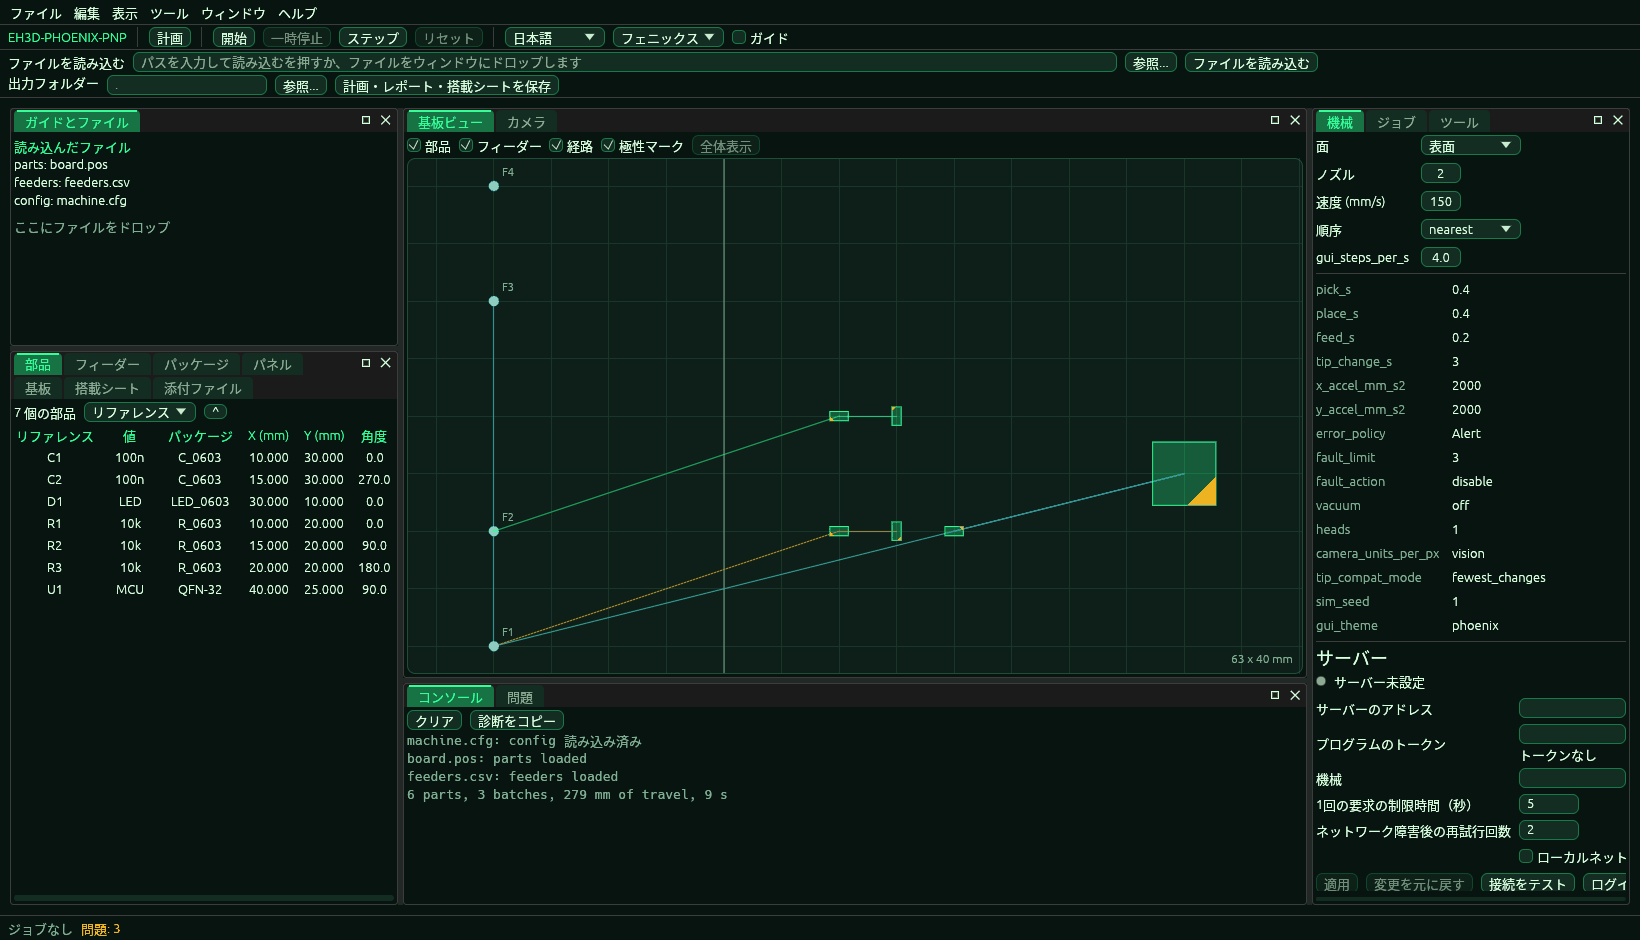 ファイル 編集 表示 ツール ウィンドウ ヘルプ
EH3D-PHOENIX-PNP 計画 開始 一時停止 ステップ リセット 日本語 フェニックス ガイド
ファイルを読み込む パスを入力して読み込むを押すか、ファイルをウィンドウにドロップします 参照... ファイルを読み込む
出力フォルダー . 参照... 計画・レポート・搭載シートを保存
ガイドとファイル
読み込んだファイル
parts: board.pos
feeders: feeders.csv
config: machine.cfg
ここにファイルをドロップ
部品 フィーダー パッケージ パネル
基板 搭載シート 添付ファイル
7 個の部品 リファレンス ^
リファレンス 値 パッケージ X (mm) Y (mm) 角度
C1 100n C_0603 10.000 30.000 0.0
C2 100n C_0603 15.000 30.000 270.0
D1 LED LED_0603 30.000 10.000 0.0
R1 10k R_0603 10.000 20.000 0.0
R2 10k R_0603 15.000 20.000 90.0
R3 10k R_0603 20.000 20.000 180.0
U1 MCU QFN-32 40.000 25.000 90.0
基板ビュー カメラ
部品 フィーダー 経路 極性マーク 全体表示
F4
F3
F2
F1
63 x 40 mm
コンソール 問題
クリア 診断をコピー
machine.cfg: config 読み込み済み
board.pos: parts loaded
feeders.csv: feeders loaded
6 parts, 3 batches, 279 mm of travel, 9 s
機械 ジョブ ツール
面 表面
ノズル 2
速度 (mm/s) 150
順序 nearest
gui_steps_per_s 4.0
pick_s 0.4
place_s 0.4
feed_s 0.2
tip_change_s 3
x_accel_mm_s2 2000
y_accel_mm_s2 2000
error_policy Alert
fault_limit 3
fault_action disable
vacuum off
heads 1
camera_units_per_px vision
tip_compat_mode fewest_changes
sim_seed 1
gui_theme phoenix
サーバー
サーバー未設定
サーバーのアドレス
プログラムのトークン
トークンなし
機械
1回の要求の制限時間（秒） 5
ネットワーク障害後の再試行回数 2
ローカルネット
適用 変更を元に戻す 接続をテスト ログイ
ジョブなし 問題: 3